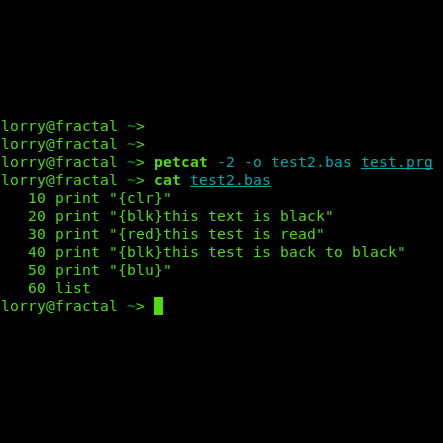 lorry@fractal ~>
lorry@fractal ~>
lorry@fractal ~> petcat -2 -o test2.bas test.prg
lorry@fractal ~> cat test2.bas
   10 print "{clr}"
   20 print "{blk}this text is black"
   30 print "{red}this test is read"
   40 print "{blk}this test is back to black"
   50 print "{blu}"
   60 list
lorry@fractal ~>